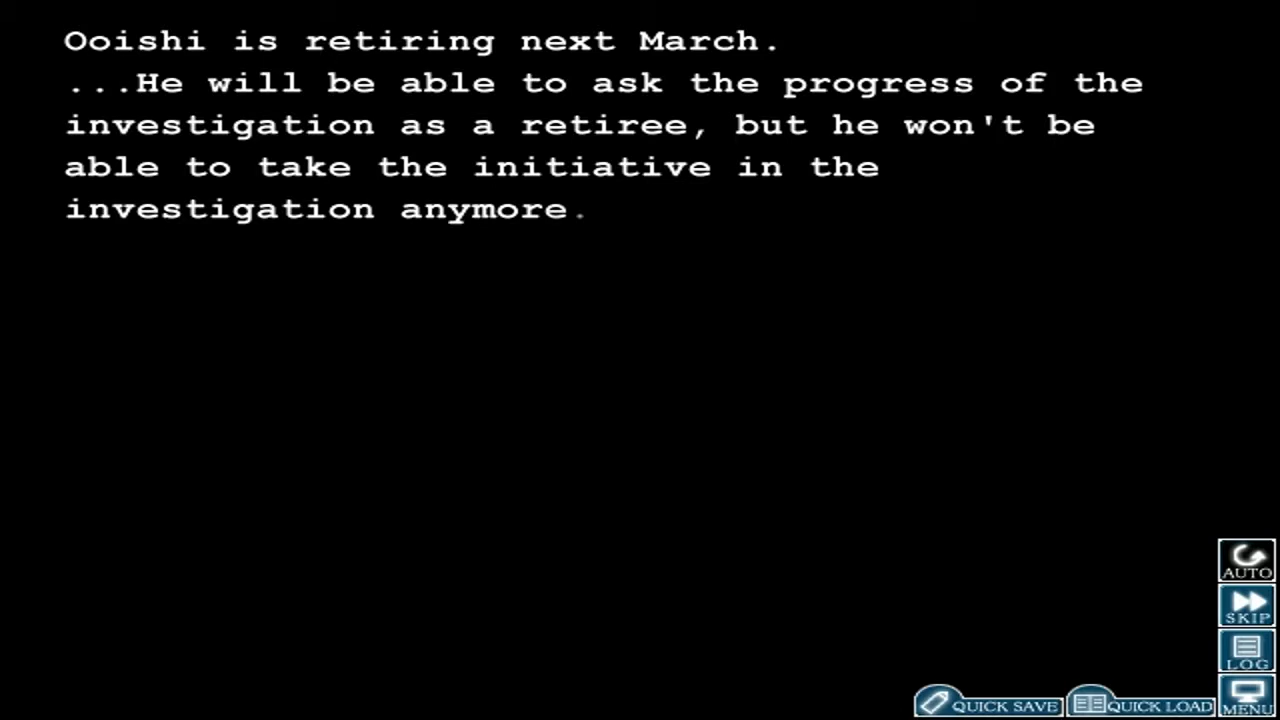 Ooishi is retiring next March.
...He will be able to ask the progress of the
investigation as a retiree, but he won't be
able to take the initiative in the
investigation anymore.
AUTO
SKIP
LOG
QUICK SAVE
QUICK LOAD
MENU